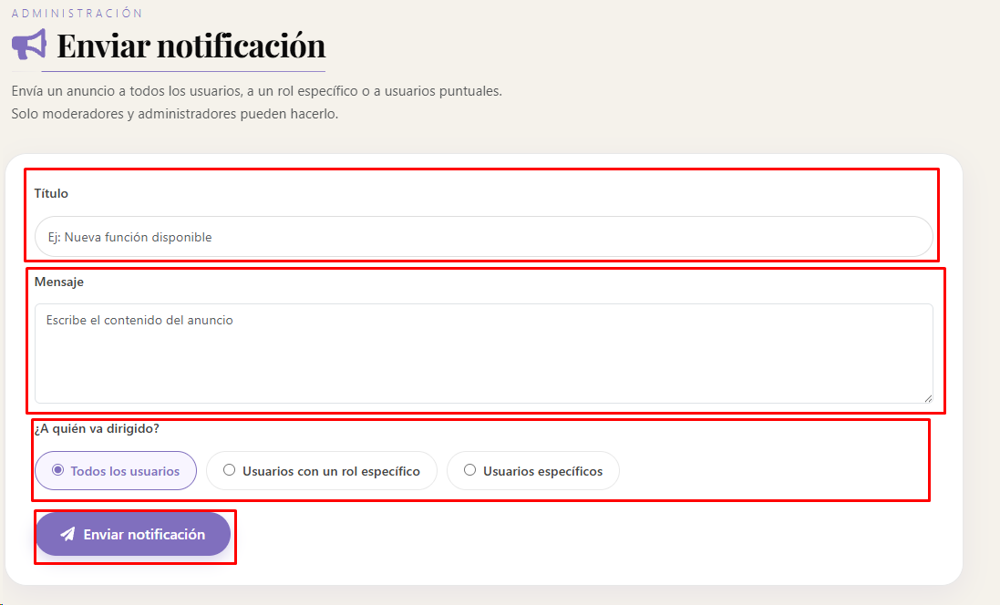 ADMINISTRACIÓN
Enviar notificación
Envía un anuncio a todos los usuarios, a un rol específico o a usuarios puntuales.
Solo moderadores y administradores pueden hacerlo.
Título
Ej: Nueva función disponible
Mensaje
Escribe el contenido del anuncio
¿A quién va dirigido?
Todos los usuarios
Usuarios con un rol específico
Usuarios específicos
Enviar notificación